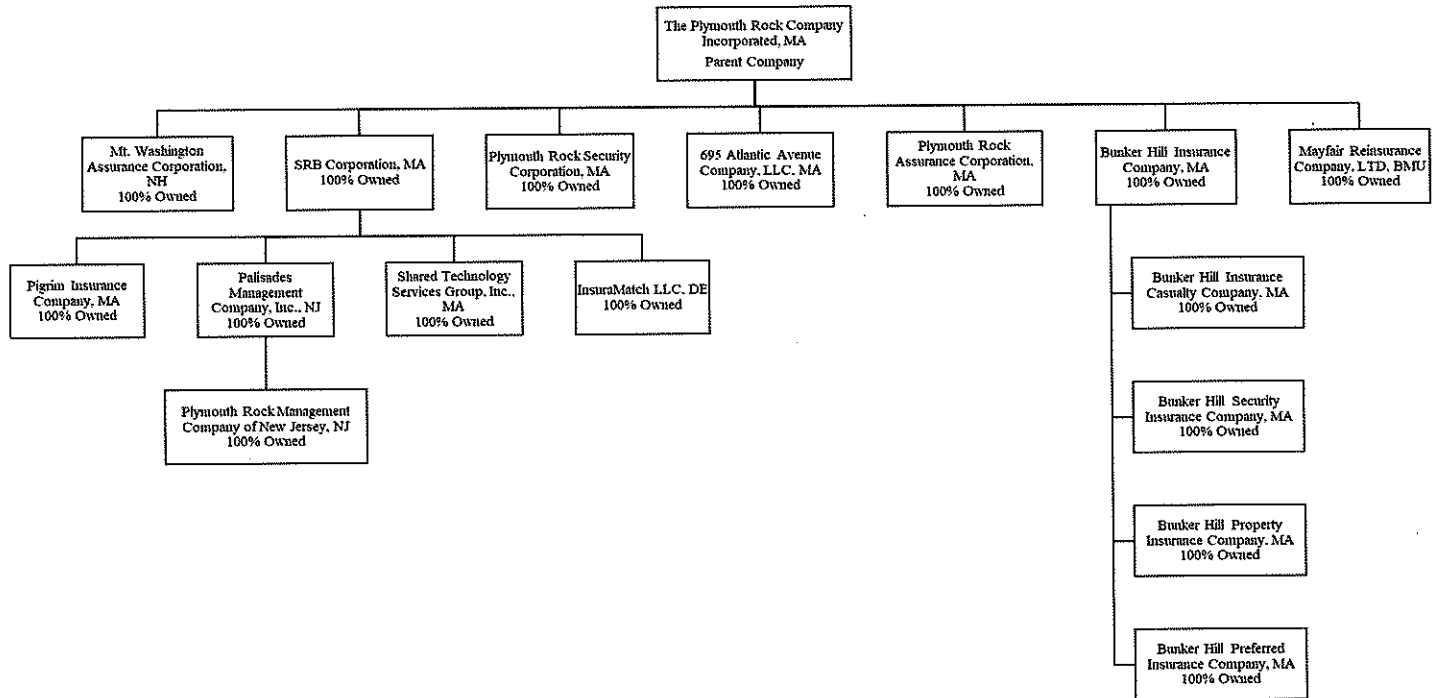 The Plymouth Rock Company
Incorporated, MA
Parent Company
Mt. Washington
Assurance Corporation,
NH
100% Owned
SRB Corporation, MA
100% Owned
Plymouth Rock Security
Corporation, MA
100% Owned
695 Atlantic Avenue
Company, LLC. MA
100% Owned
Plymouth Rock
Assurance Corporation,
MA
100% Owned
Bunker Hill Insurance
Company, MA
100% Owned
Mayfair Reinsurance
Company, LTD, BMU
100% Owned
Pigrim Insurance
Company, MA
100% Owned
Palisades
Management
Company, Inc., NJ
100% Owned
Shared Technology
Services Group, Inc.,
MA
100% Owned
InsuraMatch LLC. DE
100% Owned
Plymouth Rock Management
Company of New Jersey, NJ
100% Owned
Bunker Hill Insurance
Casualty Company, MA
100% Owned
Bunker Hill Security
Insurance Company, MA
100% Owned
Bunker Hill Property
Insurance Company. MA
100% Owned
Bunker Hill Preferred
Insurance Company, MA
100% Owned